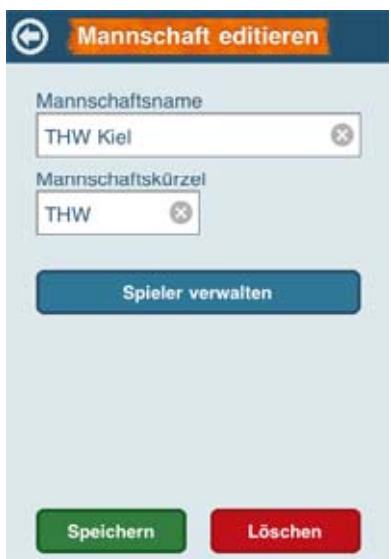 Mannschaft editieren
Mannschaftsname
THW Kiel
Mannschaftskürzel
THW
Spieler verwalten
Speichern
Löschen